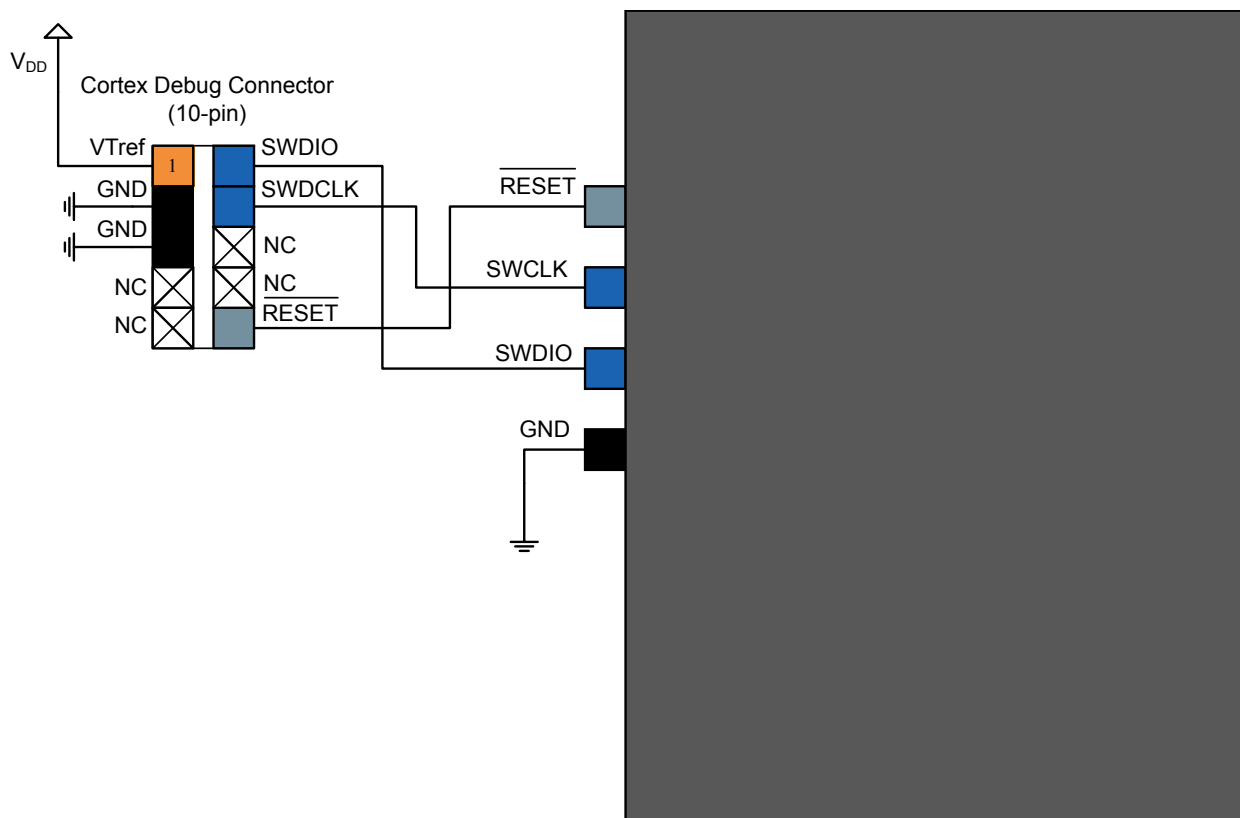 VDD
Cortex Debug Connector
(10-pin)
VTref
1
SWDIO
GND
SWDCLK
GND
NC
NC
NC
NC
RESET
RESET
SWCLK
SWDIO
GND